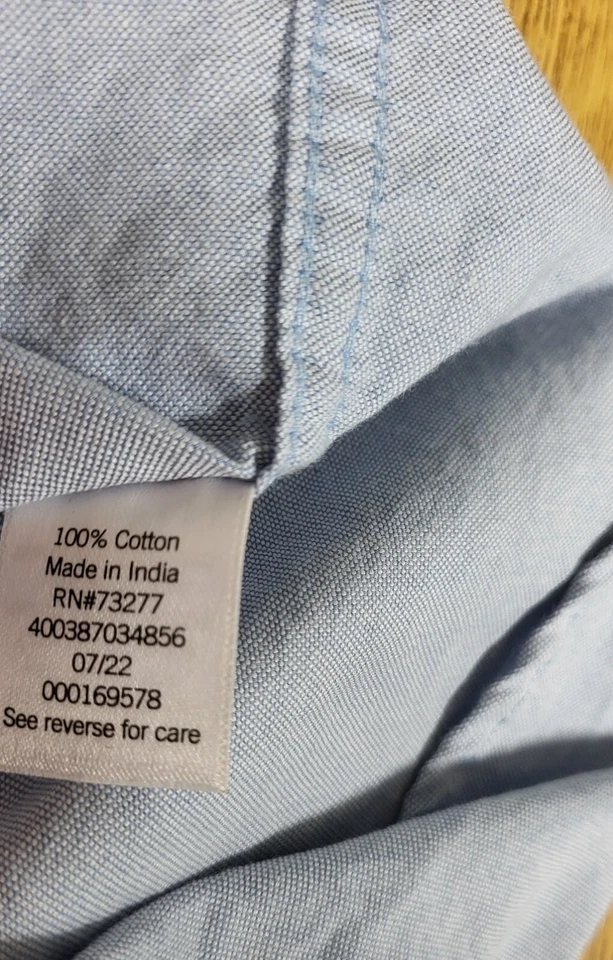 100% Cotton
Made in India
RN#73277
400387034856
07/22
000169578
See reverse for care